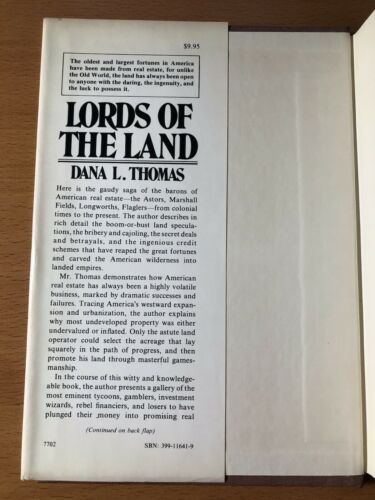 $9.95
The oldest and largest fortunes in America
have been made from real estate, for unlike
the Old World, the land has always been open
to anyone with the daring, the ingenuity, and
the luck to possess it.
LORDS OF
THE LAND
DANA L. THOMAS
Here is the gaudy saga of the barons of
American real estate—the Astors, Marshall
Fields, Longworths, Flaglers—from colonial
times to the present. The author describes in
rich detail the boom-or-bust land specula-
tions, the bribery and cajoling, the secret deals
and betrayals, and the ingenious credit
schemes that have reaped the great fortunes
and carved the American wilderness into
landed empires.
Mr. Thomas demonstrates how American
real estate has always been a highly volatile
business, marked by dramatic successes and
failures. Tracing America's westward expan-
sion and urbanization, the author explains
why most undeveloped property was either
undervalued or inflated. Only the astute land
operator could select the acreage that lay
squarely in the path of progress, and then
promote his land through masterful games-
manship.
In the course of this witty and knowledge-
able book, the author presents a gallery of the
most eminent tycoons, gamblers, investment
wizards, rebel financiers, and losers to have
plunged their money into promising real
(Continued on back flap)
7702
SBN: 399-11641-9